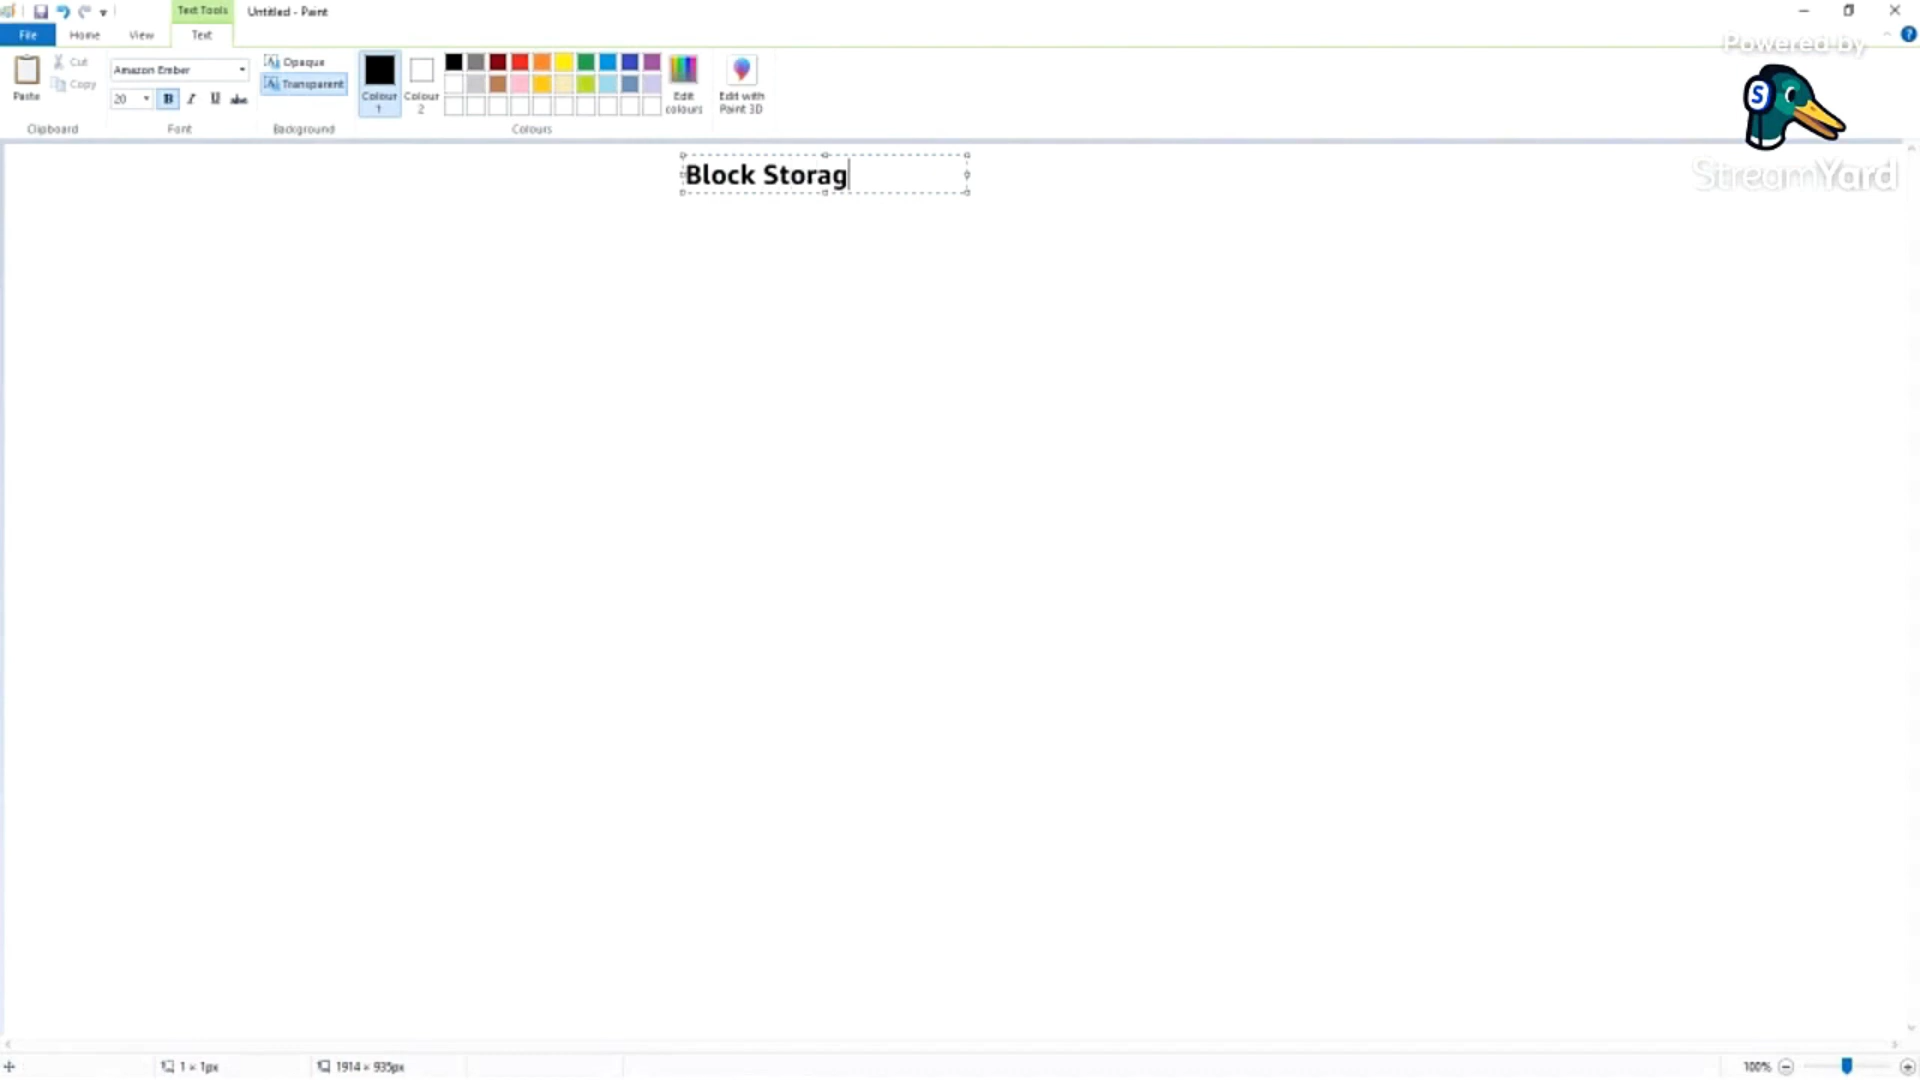 Text Tools
Untitled - Paint
File
Home
View
Text
Paste
Cut
Copy
Clipboard
Amazon Ember
20
B
I
U
abc
Font
Opaque
Transparent
Background
Colour
1
Colour
2
Colours
Edit
colours
Edit with
Paint 3D
Powered by
S
StreamYard
Block Storag
1 × 1px
1914 × 935px
100%